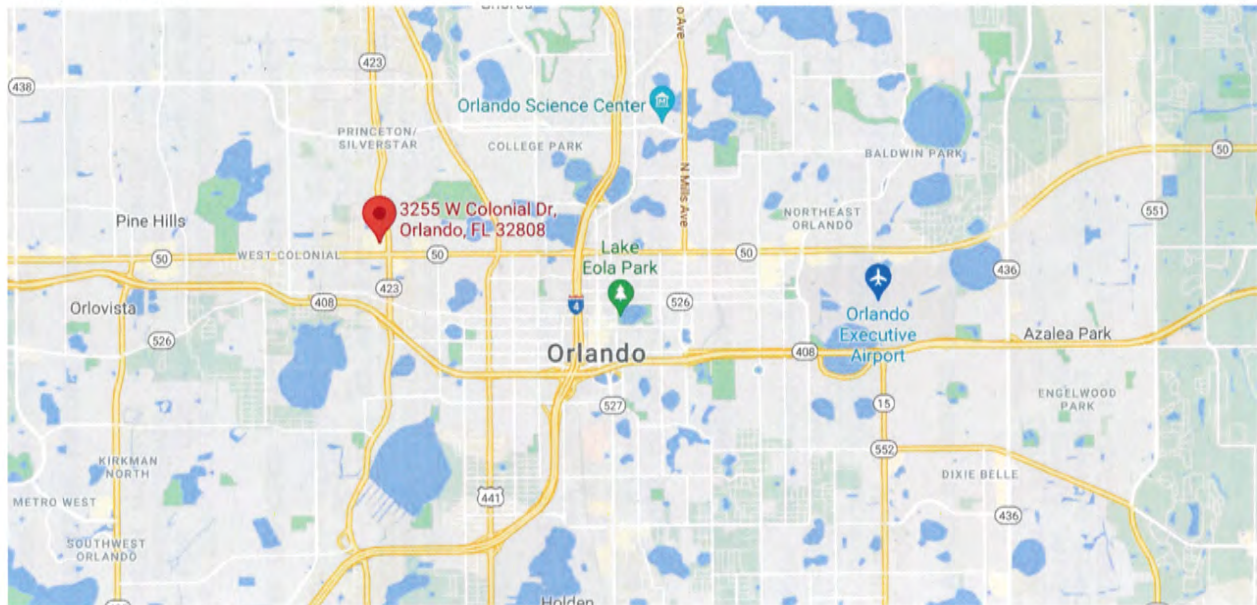 423
438
Orlando Science Center
PRINCETON/
SILVERSTAR
COLLEGE PARK
N Mills Ave
BALDWIN PARK
50
3255 W Colonial Dr,
Orlando, FL 32808
Pine Hills
NORTHEAST
ORLANDO
551
WEST COLONIAL
50
50
50
Lake
Eola Park
436
423
408
4
526
Orlovista
Orlando
Executive
Airport
526
Azalea Park
Orlando
408
527
15
ENGELWOOD
PARK
552
KIRKMAN
NORTH
DIXIE BELLE
METRO WEST
441
436
SOUTHWEST
ORLANDO
Holden